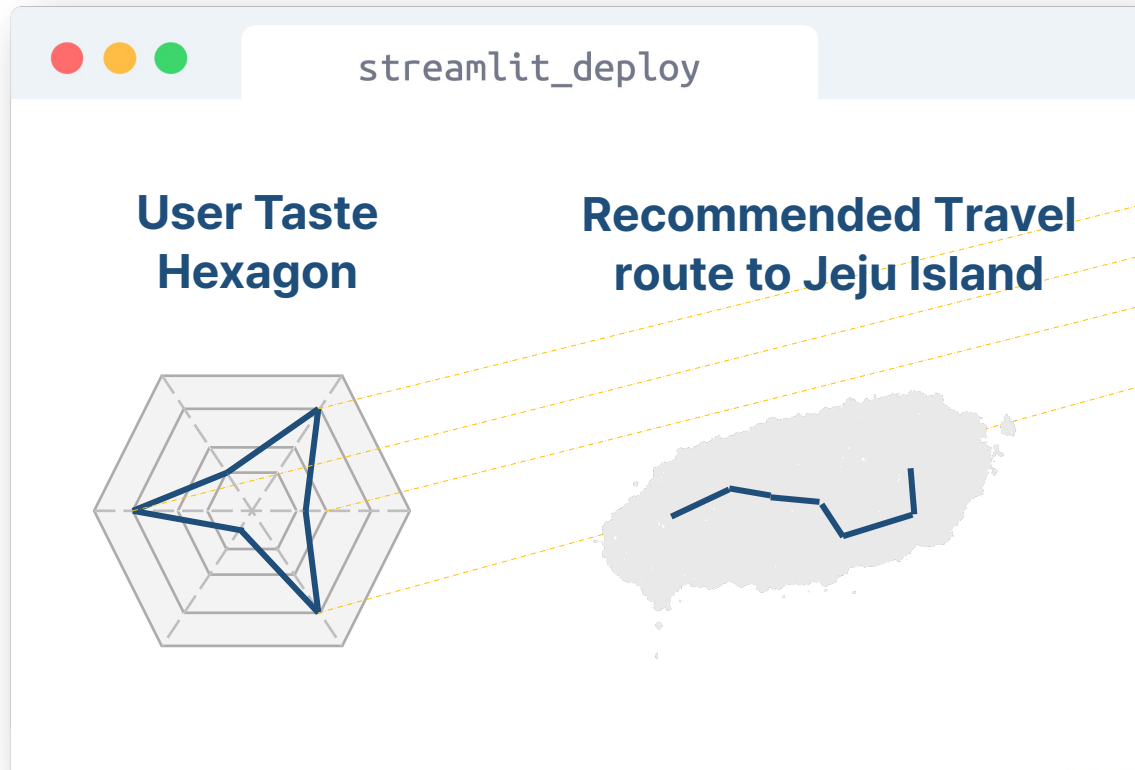 streamlit_deploy
User Taste
Hexagon
Recommended Travel
route to Jeju Island